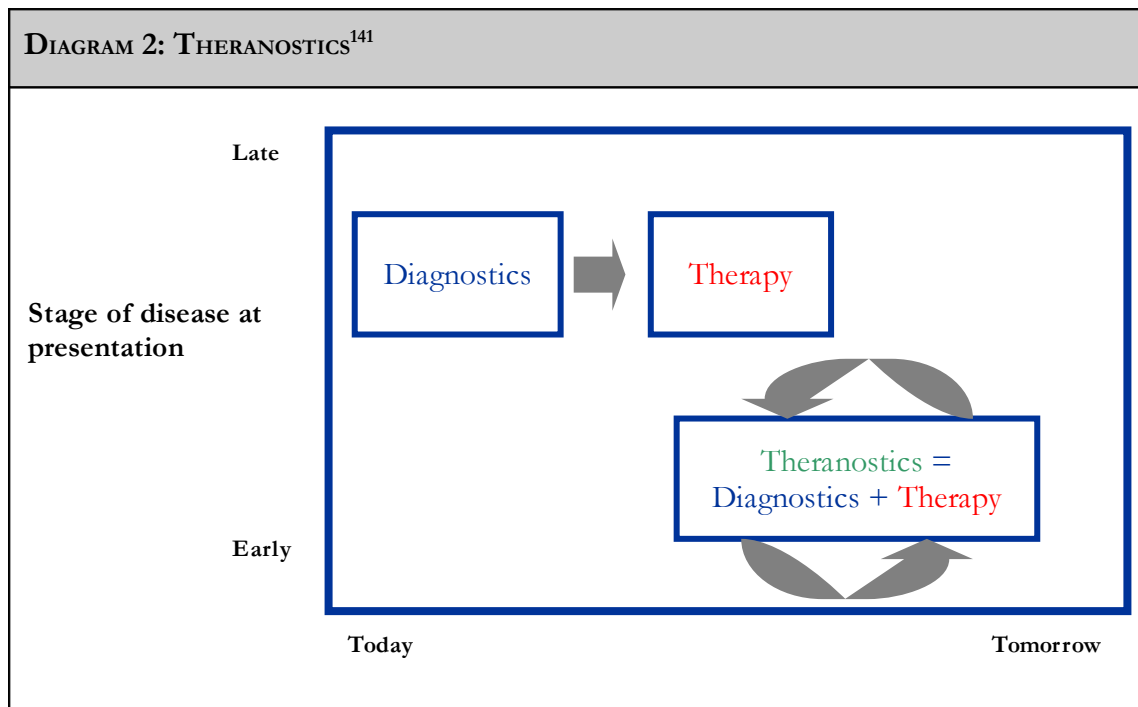 DIAGRAM 2: THERANOSTICS141
Late
Diagnostics
Therapy
Stage of disease at
presentation
Theranostics =
Diagnostics + Therapy
Early
Today
Tomorrow